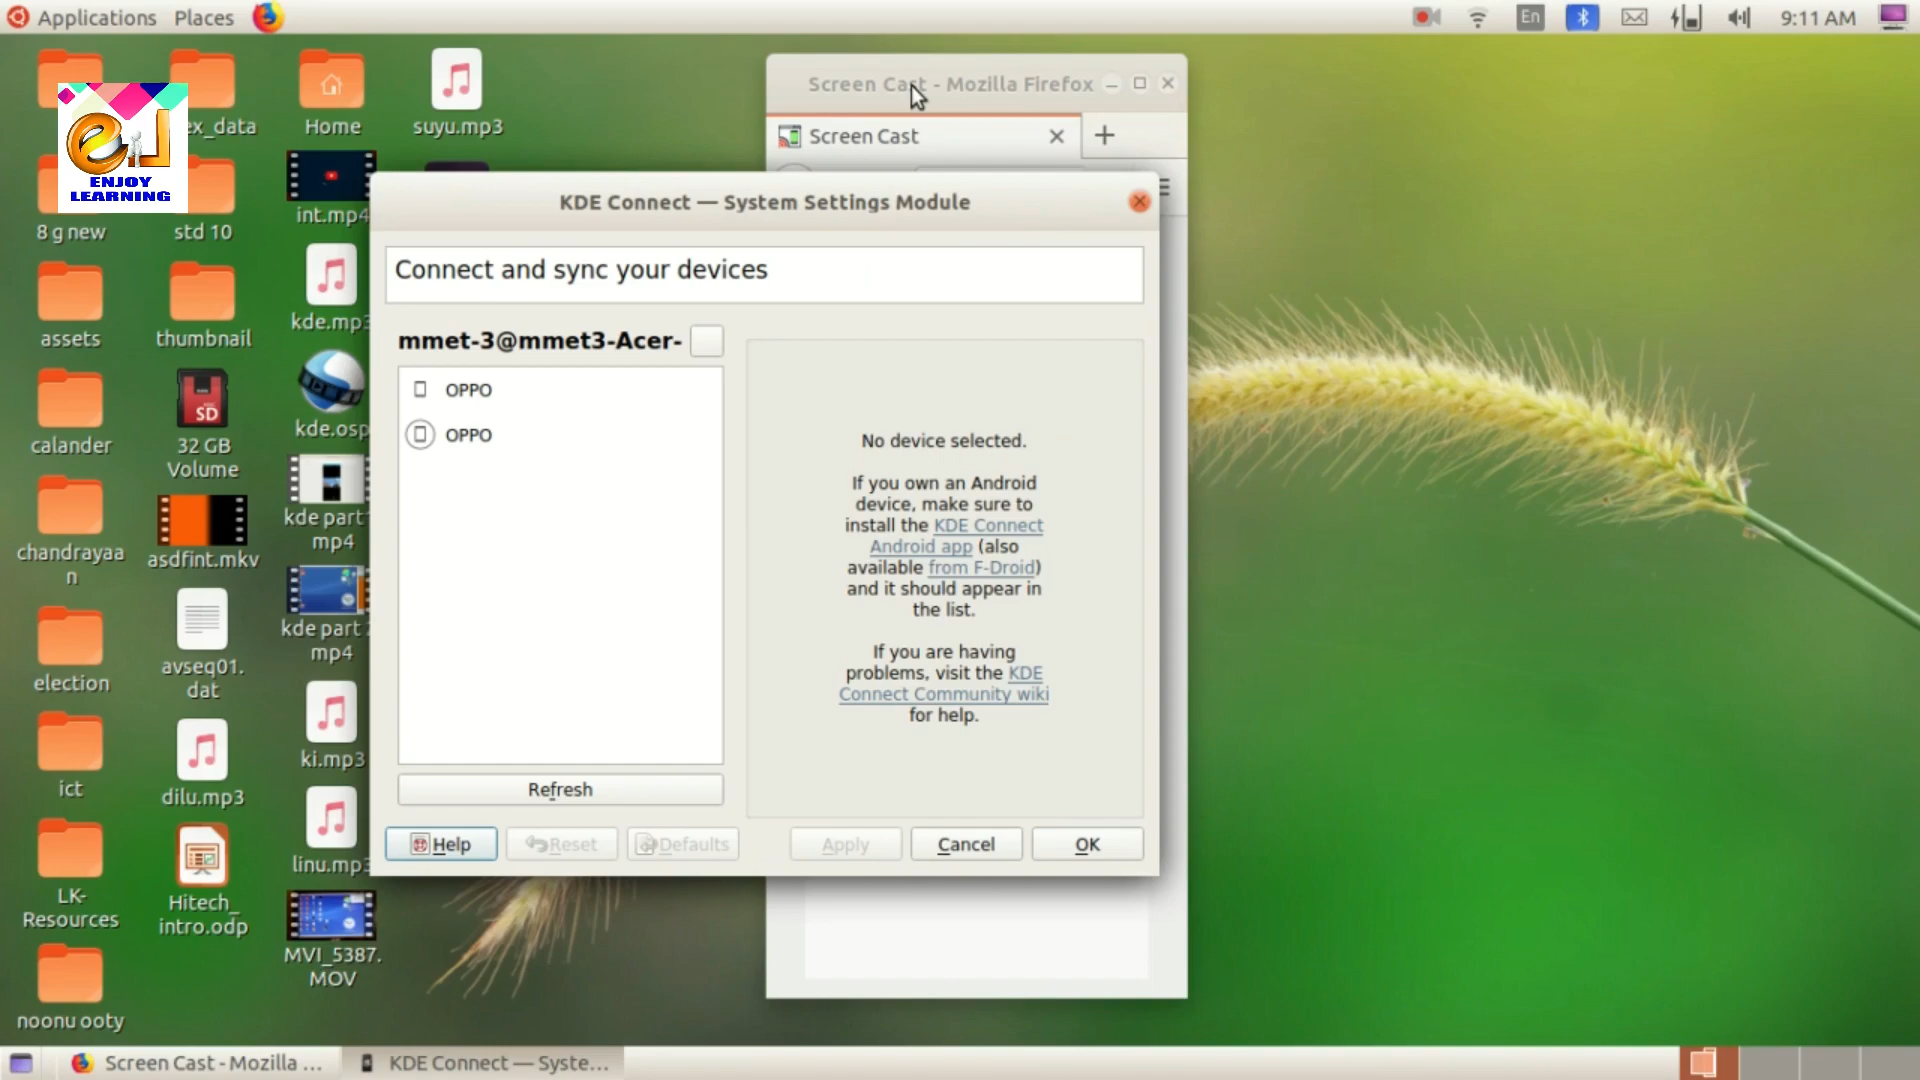 Applications Places
En
9:11 AM
ex_data
Home
suyu.mp3
ENJOY
LEARNING
8 g new
std 10
int.mp4
assets
thumbnail
kde.mp3
calander
SD
32 GB
Volume
kde.osp
chandrayaa
n
asdfint.mkv
kde part
mp4
election
avseq01.
dat
kde part
mp4
ict
dilu.mp3
ki.mp3
LK-
Resources
Hitech_
intro.odp
linu.mp3
MVI_5387.
MOV
noonu ooty
Screen Cast - Mozilla Firefox
Screen Cast
KDE Connect — System Settings Module
Connect and sync your devices
mmet-3@mmet3-Acer-
OPPO
OPPO
Refresh
No device selected.
If you own an Android
device, make sure to
install the KDE Connect
Android app (also
available from F-Droid)
and it should appear in
the list.
If you are having
problems, visit the KDE
Connect Community wiki
for help.
Help
Reset
Defaults
Apply
Cancel
OK
Screen Cast - Mozilla ...
KDE Connect — Syste...